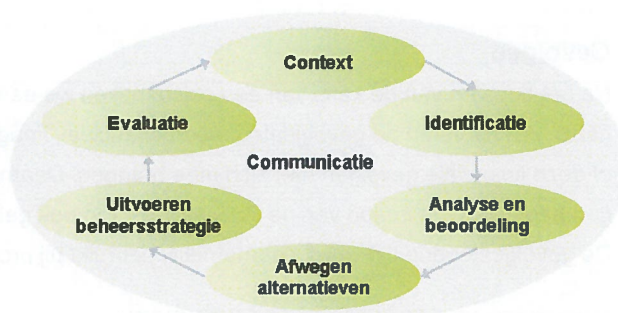 Context
Evaluatie
Identificatie
Communicatie
Uitvoeren
beheersstrategie
Analyse en
beoordeling
Afwegen
alternatieven